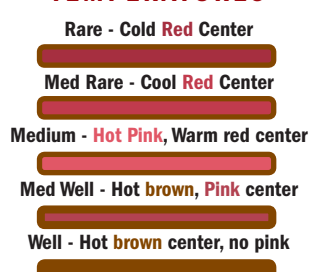 Rare - Cold Red Center
Med Rare - Cool Red Center
Medium - Hot Pink, Warm red center
Med Well - Hot brown, Pink center
Well - Hot brown center, no pink